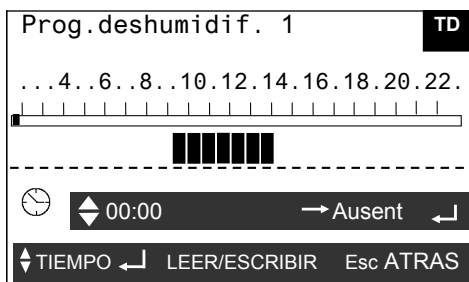 Prog.deshumidif. 1 TD
...4..6..8..10.12.14.16.18.20.22.
00:00 → Ausent
TIEMPO LEER/ESCRIBIR Esc ATRAS